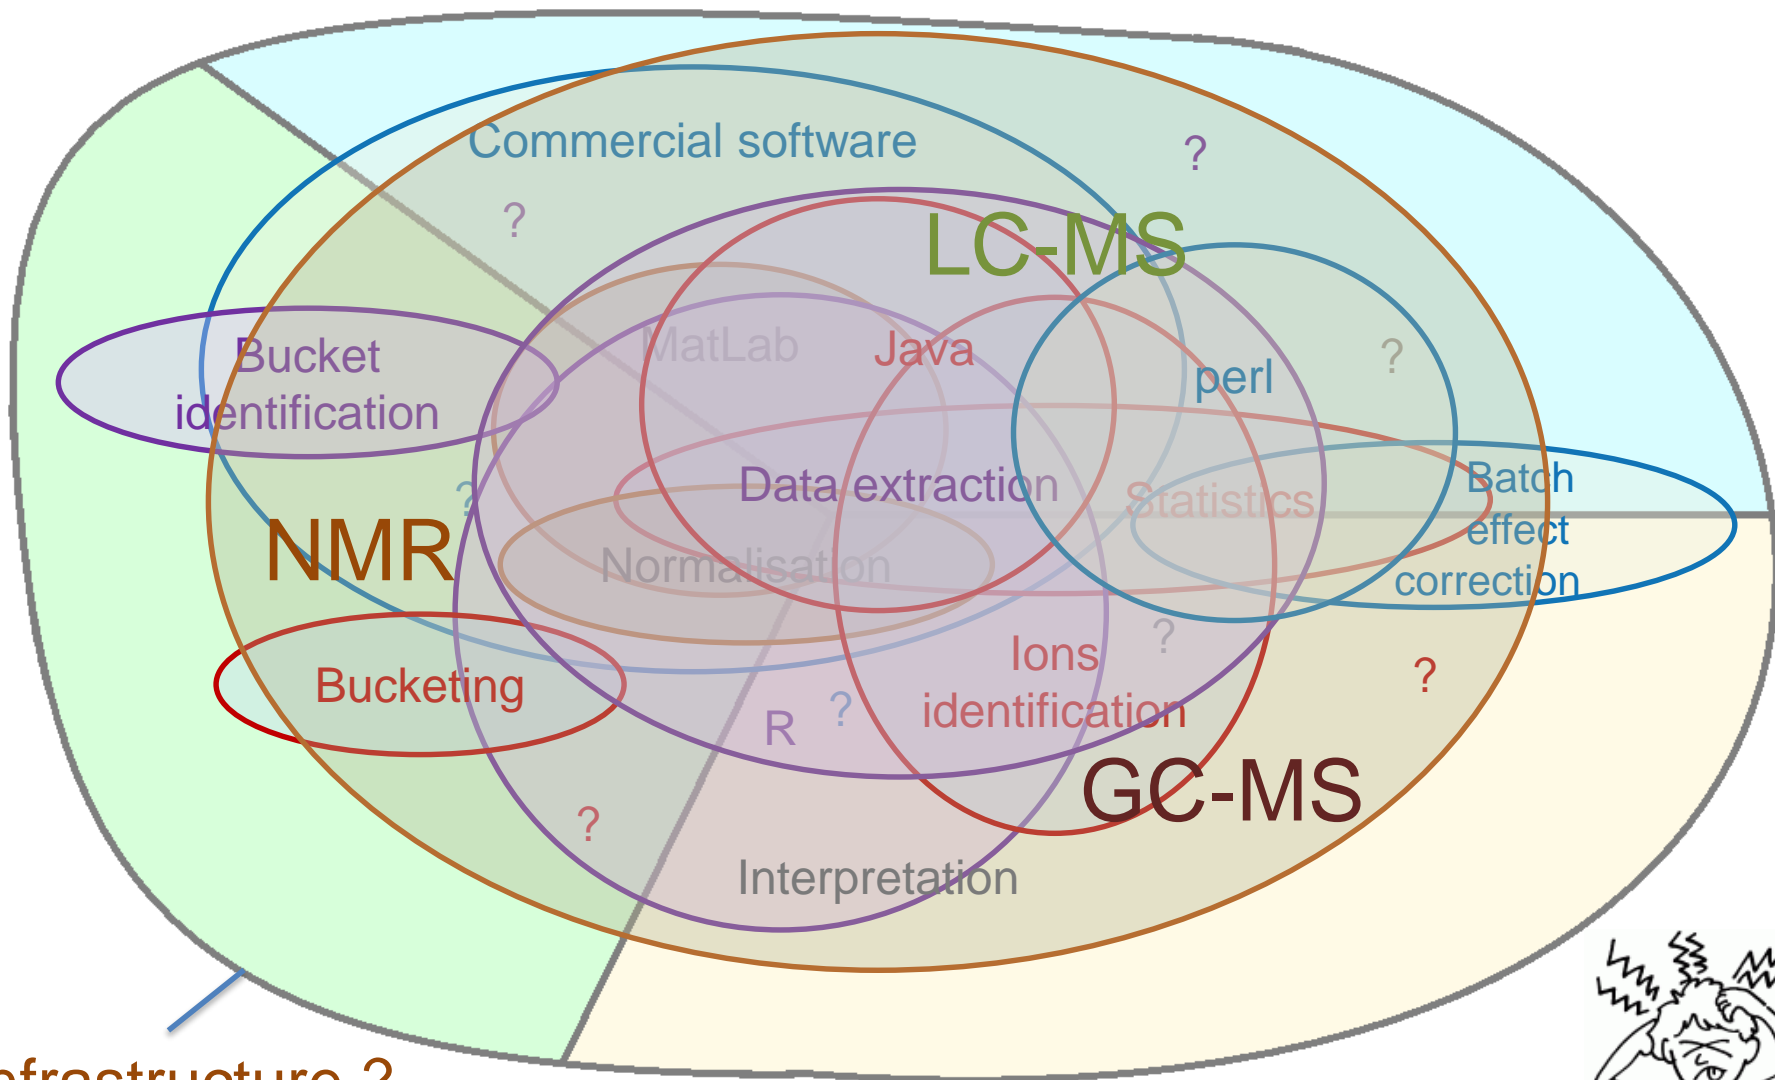 Commercial software
?
?
LC-MS
MatLab
Java
?
perl
Bucket
identification
Data extraction
Statistics
Batch
effect
correction
?
NMR
Normalisation
?
Ions
identification
?
Bucketing
R
?
GC-MS
?
Interpretation
nfrastructure ?